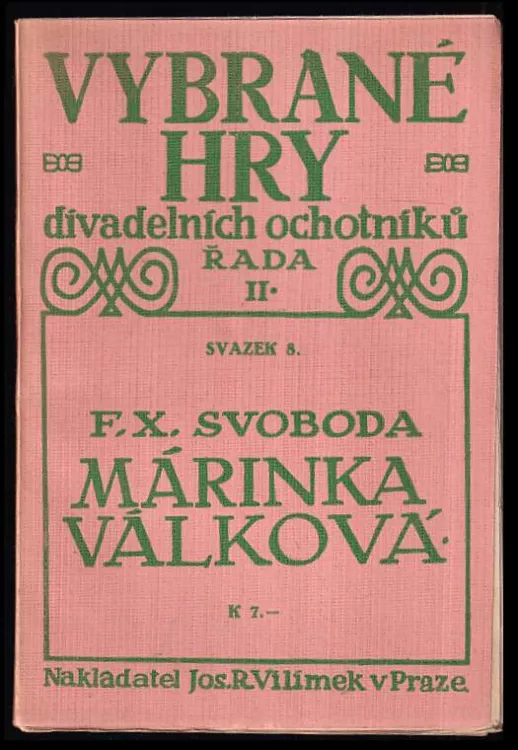 VYBRANÉ
HRY
divadelních ochotníků
ŘADA
II.
SVAZEK 8.
F. X. SVOBODA
MÁRINKA
VÁLKOVÁ.
K 7.—
Nakladatel Jos. R. Vilímek v Praze.